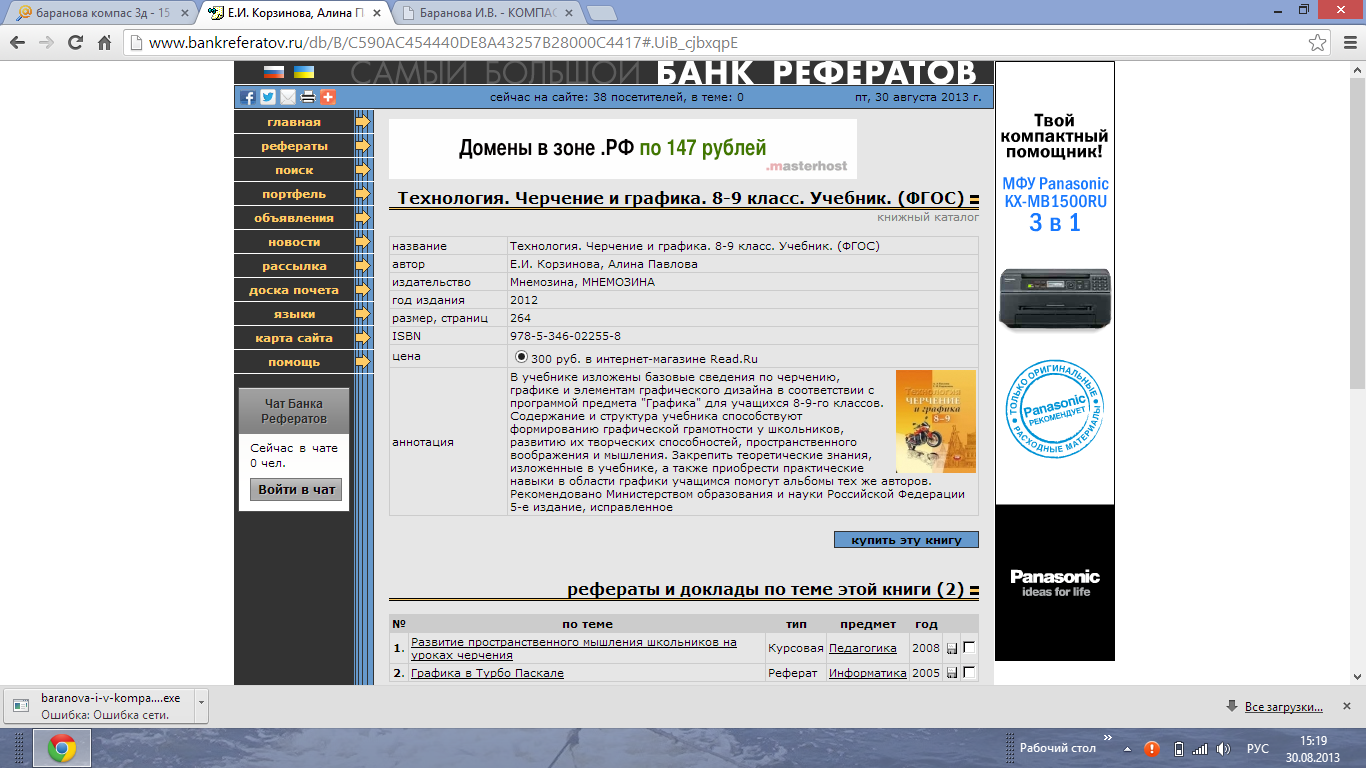 баранова компас 3д - 15
Е.И. Корзинова, Алина П
Баранова И.В. - КОМПАС
www.bankreferatov.ru/db/B/C590AC454440DE8A43257B28000C4417#.UiB_cjbxqpE
САМЫЙ БОЛЬШОЙ БАНК РЕФЕРАТОВ
сейчас на сайте: 38 посетителей, в теме: 0
пт, 30 августа 2013 г.
главная
рефераты
поиск
портфель
объявления
новости
рассылка
доска почета
языки
карта сайта
помощь
Чат Банка
Рефератов
Сейчас в чате
0 чел.
Войти в чат
Домены в зоне .РФ по 147 рублей
.masterhost
Технология. Черчение и графика. 8-9 класс. Учебник. (ФГОС)
книжный каталог
название Технология. Черчение и графика. 8-9 класс. Учебник. (ФГОС)
автор Е.И. Корзинова, Алина Павлова
издательство Мнемозина, МНЕМОЗИНА
год издания 2012
размер, страниц 264
ISBN 978-5-346-02255-8
цена 300 руб. в интернет-магазине Read.Ru
аннотация
В учебнике изложены базовые сведения по черчению,
графике и элементам графического дизайна в соответствии с
программой предмета "Графика" для учащихся 8-9-го классов.
Содержание и структура учебника способствуют
формированию графической грамотности у школьников,
развитию их творческих способностей, пространственного
воображения и мышления. Закрепить теоретические знания,
изложенные в учебнике, а также приобрести практические
навыки в области графики учащимся помогут альбомы тех же авторов.
Рекомендовано Министерством образования и науки Российской Федерации
5-е издание, исправленное
Технология
ЧЕРЧЕНИЕ
и графика
8-9
купить эту книгу
рефераты и доклады по теме этой книги (2)
№ по теме тип предмет год
1. Развитие пространственного мышления школьников на
уроках черчения Курсовая Педагогика 2008
2. Графика в Турбо Паскале Реферат Информатика 2005
Твой
компактный
помощник!
МФУ Panasonic
KX-MB1500RU
3 в 1
ТОЛЬКО ОРИГИНАЛЬНЫЕ
Panasonic
РЕКОМЕНДУЕТ
РАСХОДНЫЕ МАТЕРИАЛЫ
Panasonic
ideas for life
baranova-i-v-kompa....exe
Ошибка: Ошибка сети.
Все загрузки...
Рабочий стол
РУС
15:19
30.08.2013